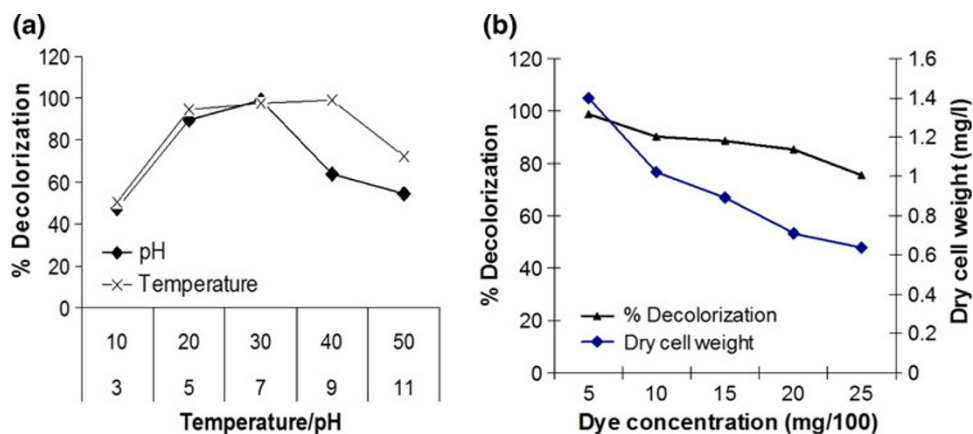 (a)
120
100
80
60
40
20
0
% Decolorization
pH
Temperature
10 20 30 40 50
3 5 7 9 11
Temperature/pH
(b)
120
100
80
60
40
20
0
% Decolorization
1.6
1.4
1.2
1
0.8
0.6
0.4
0.2
0
Dry cell weight (mg/l)
% Decolorization
Dry cell weight
5 10 15 20 25
Dye concentration (mg/100)